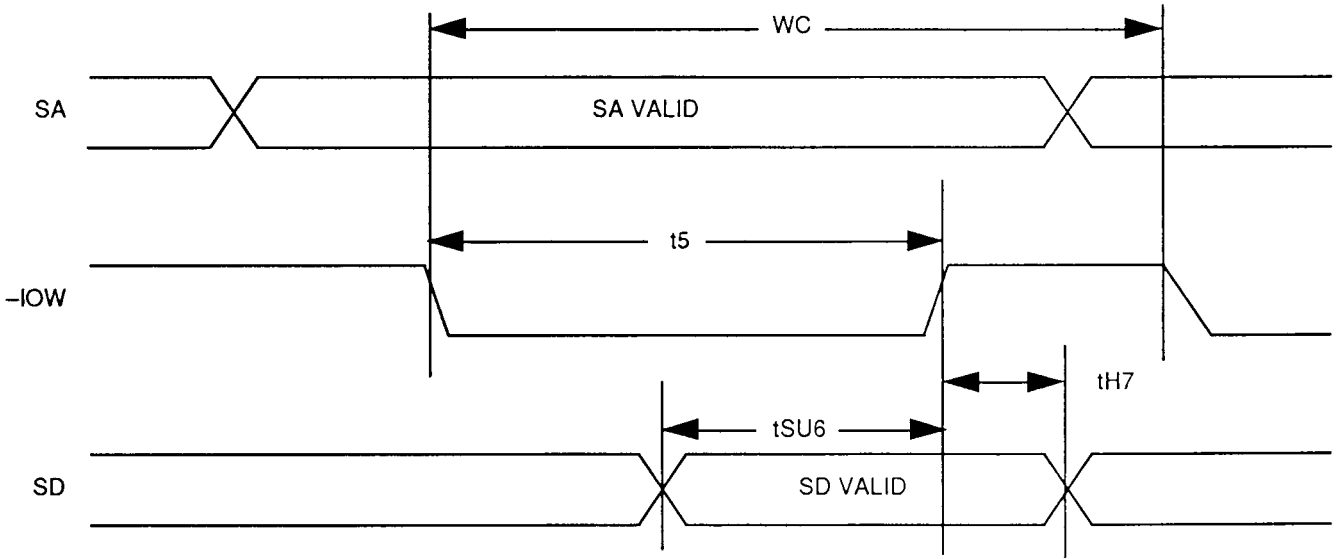 WC
SA
SA VALID
t5
–IOW
tH7
tSU6
SD
SD VALID